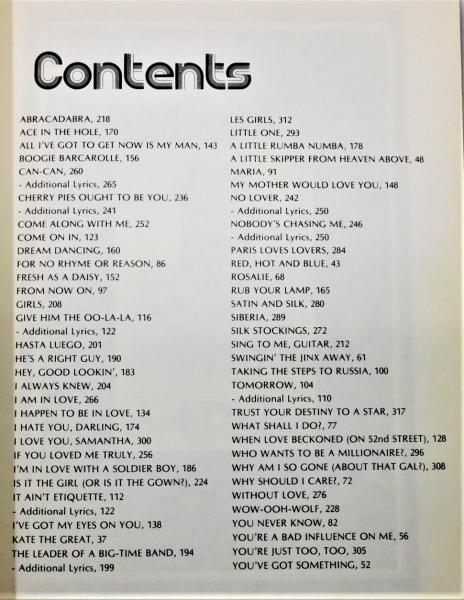 Contents
ABRACADABRA, 218
ACE IN THE HOLE, 170
ALL I'VE GOT TO GET NOW IS MY MAN, 143
BOOGIE BARCAROLLE, 156
CAN-CAN, 260
- Additional Lyrics, 265
CHERRY PIES OUGHT TO BE YOU, 236
- Additional Lyrics, 241
COME ALONG WITH ME, 252
COME ON IN, 123
DREAM DANCING, 160
FOR NO RHYME OR REASON, 86
FRESH AS A DAISY, 152
FROM NOW ON, 97
GIRLS, 208
GIVE HIM THE OO-LA-LA, 116
- Additional Lyrics, 122
HASTA LUEGO, 201
HE'S A RIGHT GUY, 190
HEY, GOOD LOOKIN', 183
I ALWAYS KNEW, 204
I AM IN LOVE, 266
I HAPPEN TO BE IN LOVE, 134
I HATE YOU, DARLING, 174
I LOVE YOU, SAMANTHA, 300
IF YOU LOVED ME TRULY, 256
I'M IN LOVE WITH A SOLDIER BOY, 186
IS IT THE GIRL (OR IS IT THE GOWN?), 224
IT AIN'T ETIQUETTE, 112
- Additional Lyrics, 122
I'VE GOT MY EYES ON YOU, 138
KATE THE GREAT, 37
THE LEADER OF A BIG-TIME BAND, 194
- Additional Lyrics, 199
LES GIRLS, 312
LITTLE ONE, 293
A LITTLE RUMBA NUMBA, 178
A LITTLE SKIPPER FROM HEAVEN ABOVE, 48
MARIA, 91
MY MOTHER WOULD LOVE YOU, 148
NO LOVER, 242
- Additional Lyrics, 250
NOBODY'S CHASING ME, 246
- Additional Lyrics, 250
PARIS LOVES LOVERS, 284
RED, HOT AND BLUE, 43
ROSALIE, 68
RUB YOUR LAMP, 165
SATIN AND SILK, 280
SIBERIA, 289
SILK STOCKINGS, 272
SING TO ME, GUITAR, 212
SWINGIN' THE JINX AWAY, 61
TAKING THE STEPS TO RUSSIA, 100
TOMORROW, 104
- Additional Lyrics, 110
TRUST YOUR DESTINY TO A STAR, 317
WHAT SHALL I DO?, 77
WHEN LOVE BECKONED (ON 52nd STREET), 128
WHO WANTS TO BE A MILLIONAIRE?, 296
WHY AM I SO GONE (ABOUT THAT GAL?), 308
WHY SHOULD I CARE?, 72
WITHOUT LOVE, 276
WOW-OOH-WOLF, 228
YOU NEVER KNOW, 82
YOU'RE A BAD INFLUENCE ON ME, 56
YOU'RE JUST TOO, TOO, 305
YOU'VE GOT SOMETHING, 52